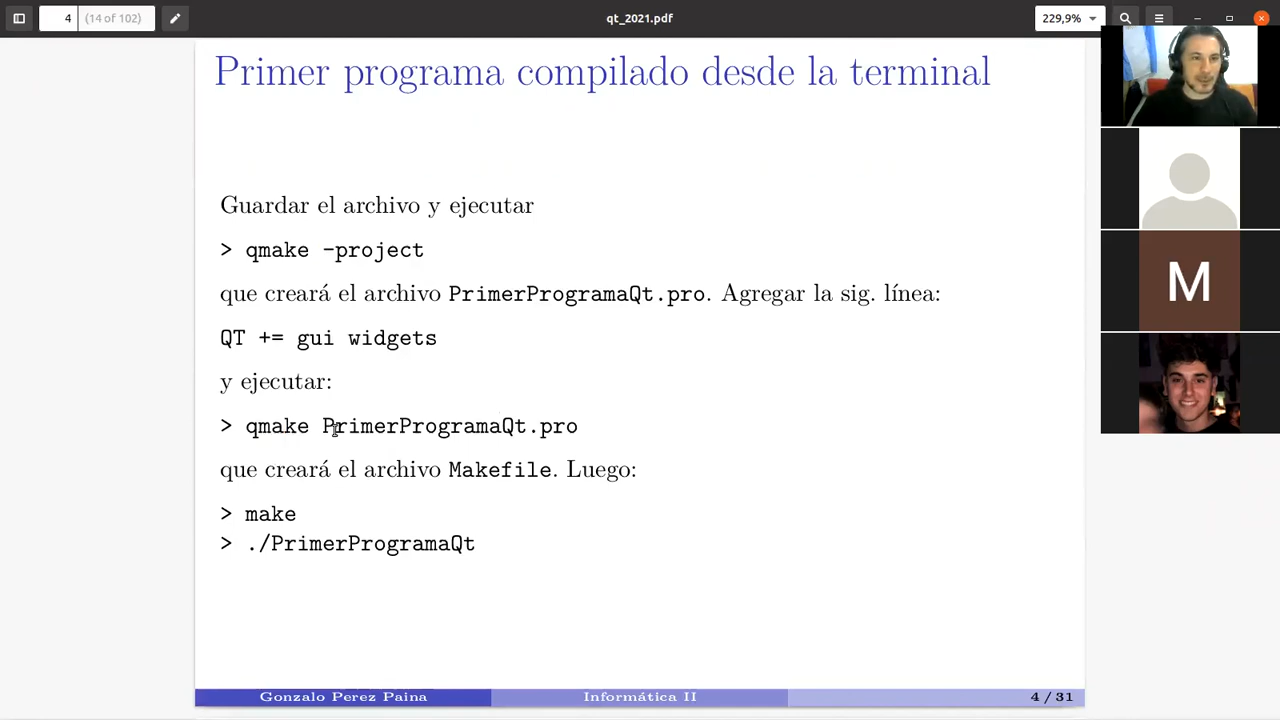 4
(14 of 102)
qt_2021.pdf
229,9%
Primer programa compilado desde la terminal
Guardar el archivo y ejecutar
> qmake -project
que creará el archivo PrimerProgramaQt.pro. Agregar la sig. línea:
QT += gui widgets
y ejecutar:
> qmake PrimerProgramaQt.pro
que creará el archivo Makefile. Luego:
> make
> ./PrimerProgramaQt
Gonzalo Perez Paina
Informática II
4 / 31
M